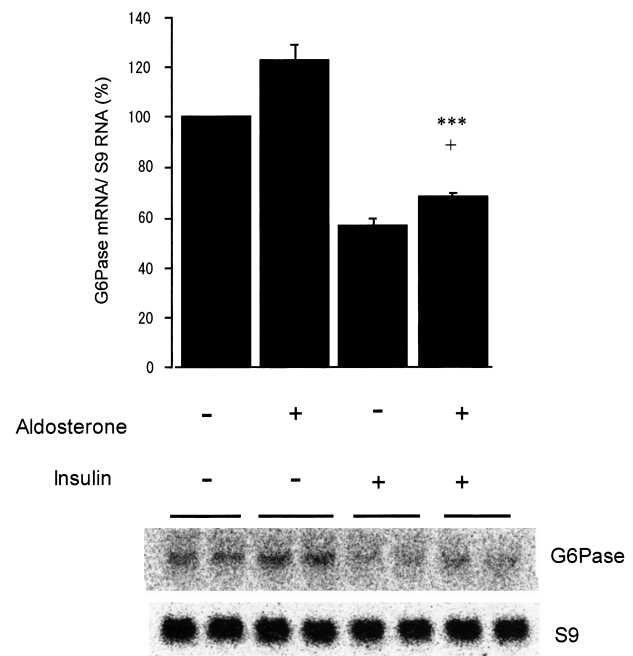 G6Pase mRNA/ S9 RNA (%)
140
120
100
80
60
40
20
0
***
+
Aldosterone - + - +
Insulin - - + +
G6Pase
S9